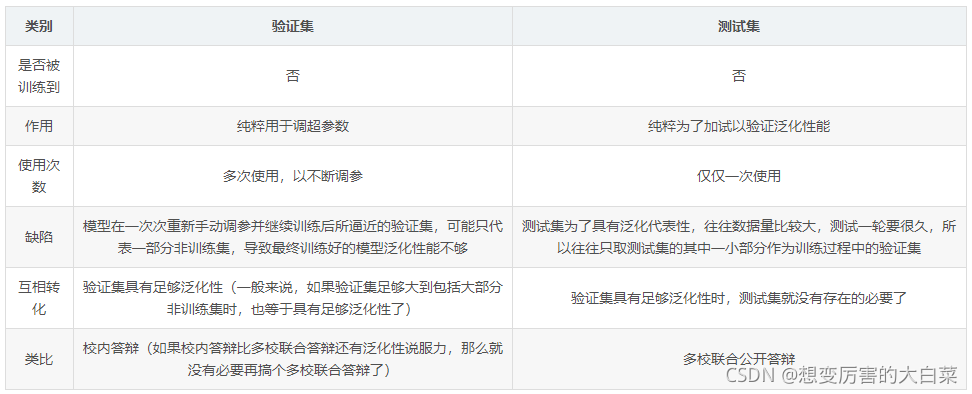 类别 验证集 测试集
是否被
训练到
否 否
作用 纯粹用于调超参数 纯粹为了加试以验证泛化性能
使用次
数
多次使用，以不断调参 仅仅一次使用
缺陷
模型在一次次重新手动调参并继续训练后所逼近的验证集，可能只代
表一部分非训练集，导致最终训练好的模型泛化性能不够
测试集为了具有泛化代表性，往往数据量比较大，测试一轮要很久，所
以往往只取测试集的其中一小部分作为训练过程中的验证集
互相转
化
验证集具有足够泛化性（一般来说，如果验证集足够大到包括大部分
非训练集时，也等于具有足够泛化性了）
验证集具有足够泛化性时，测试集就没有存在的必要了
类比
校内答辩（如果校内答辩比多校联合答辩还有泛化性说服力，那么就
没有必要再搞个多校联合答辩了）
多校联合公开答辩
CSDN @想变厉害的大白菜